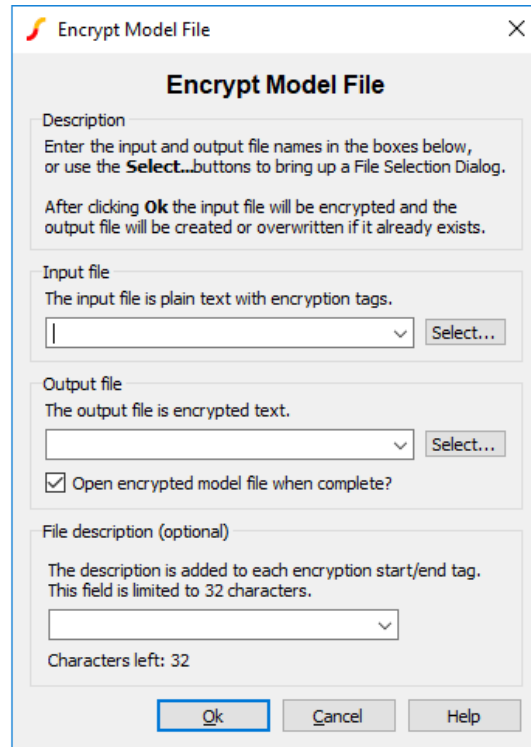 Encrypt Model File
Encrypt Model File
Description
Enter the input and output file names in the boxes below,
or use the Select...buttons to bring up a File Selection Dialog.
After clicking Ok the input file will be encrypted and the
output file will be created or overwritten if it already exists.
Input file
The input file is plain text with encryption tags.
Select...
Output file
The output file is encrypted text.
Select...
Open encrypted model file when complete?
File description (optional)
The description is added to each encryption start/end tag.
This field is limited to 32 characters.
Characters left: 32
Ok Cancel Help